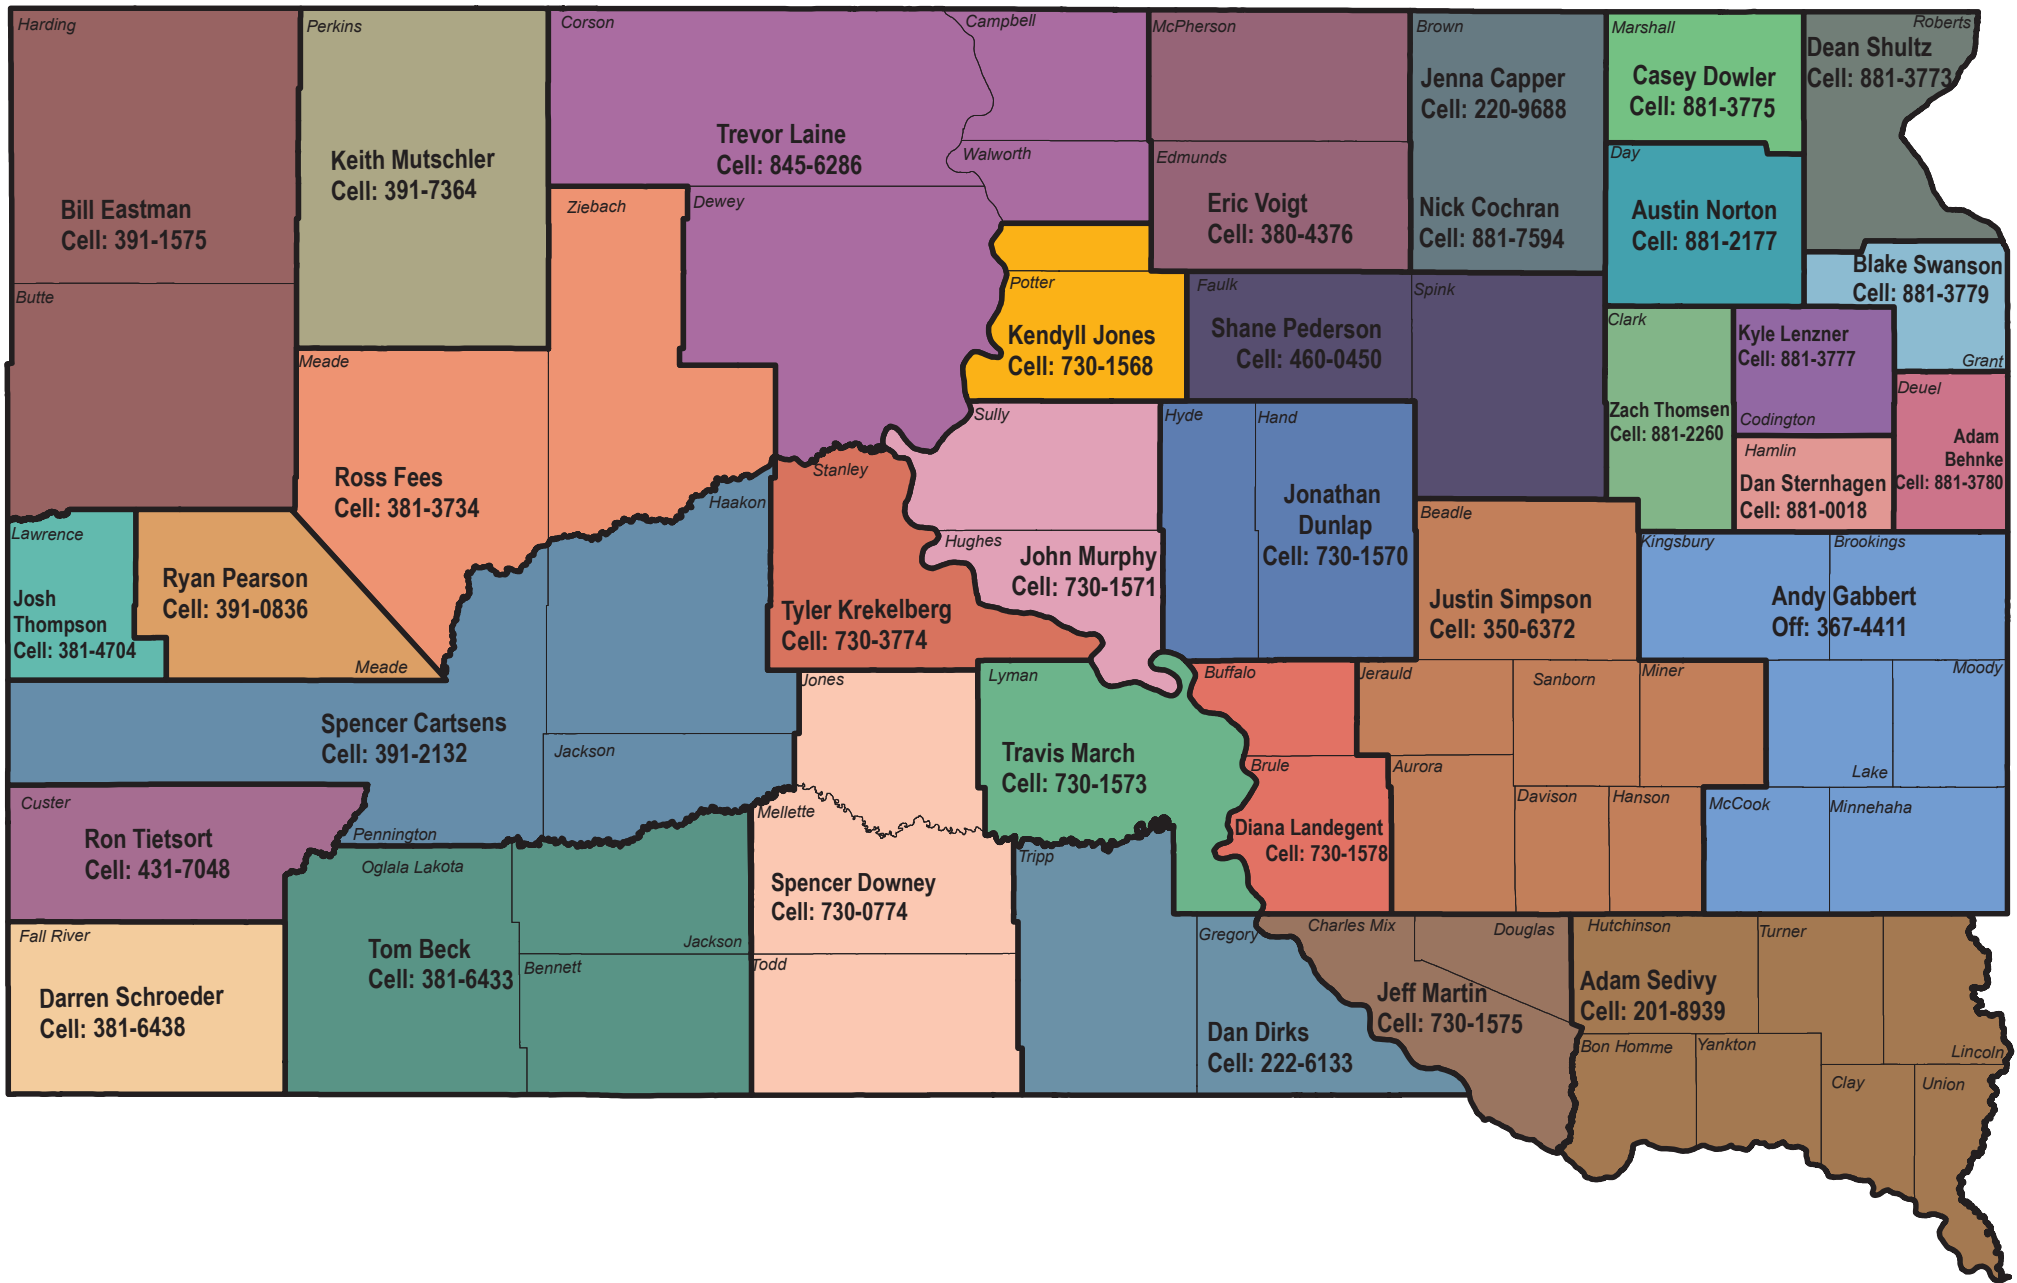 Harding
Perkins
Corson
Campbell
McPherson
Brown
Marshall
Roberts
Dean Shultz
Cell: 881-3773
Jenna Capper
Cell: 220-9688
Casey Dowler
Cell: 881-3775
Trevor Laine
Cell: 845-6286
Keith Mutschler
Cell: 391-7364
Walworth
Edmunds
Day
Bill Eastman
Cell: 391-1575
Ziebach
Dewey
Eric Voigt
Cell: 380-4376
Nick Cochran
Cell: 881-7594
Austin Norton
Cell: 881-2177
Blake Swanson
Cell: 881-3779
Butte
Potter
Faulk
Spink
Kendyll Jones
Cell: 730-1568
Shane Pederson
Cell: 460-0450
Clark
Kyle Lenzner
Cell: 881-3777
Grant
Meade
Deuel
Sully
Hyde
Hand
Zach Thomsen
Cell: 881-2260
Codington
Adam
Behnke
Cell: 881-3780
Hamlin
Dan Sternhagen
Cell: 881-0018
Ross Fees
Cell: 381-3734
Stanley
Haakon
Jonathan
Dunlap
Cell: 730-1570
Beadle
Lawrence
Hughes
John Murphy
Cell: 730-1571
Kingsbury
Brookings
Ryan Pearson
Cell: 391-0836
Josh
Thompson
Cell: 381-4704
Tyler Krekelberg
Cell: 730-3774
Justin Simpson
Cell: 350-6372
Andy Gabbert
Off: 367-4411
Meade
Jones
Lyman
Buffalo
Jerauld
Sanborn
Miner
Moody
Spencer Cartsens
Cell: 391-2132
Jackson
Travis March
Cell: 730-1573
Brule
Aurora
Lake
Custer
Ron Tietsort
Cell: 431-7048
Pennington
Mellette
Davison
Hanson
McCook
Minnehaha
Diana Landegent
Cell: 730-1578
Oglala Lakota
Tripp
Spencer Downey
Cell: 730-0774
Fall River
Tom Beck
Cell: 381-6433
Jackson
Bennett
Todd
Gregory
Charles Mix
Douglas
Hutchinson
Turner
Darren Schroeder
Cell: 381-6438
Dan Dirks
Cell: 222-6133
Jeff Martin
Cell: 730-1575
Adam Sedivy
Cell: 201-8939
Bon Homme
Yankton
Lincoln
Clay
Union